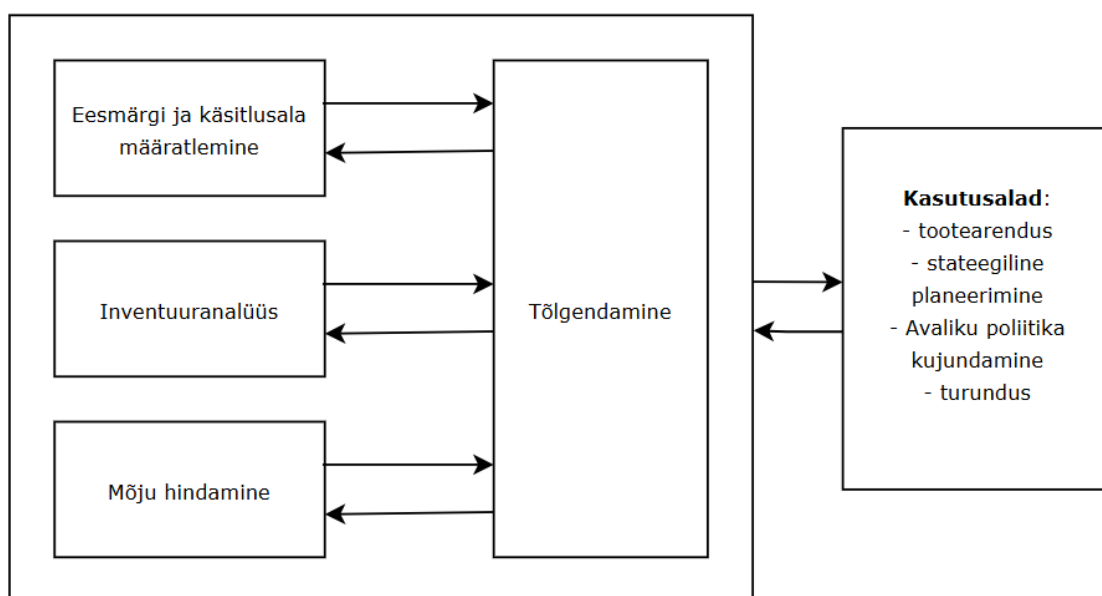 Eesmärgi ja käsitlusala
määratlemine
Inventuuranalüüs
Mõju hindamine
Tõlgendamine
Kasutusalad:
- tootearendus
- stateegiline
planeerimine
- Avaliku poliitika
kujundamine
- turundus